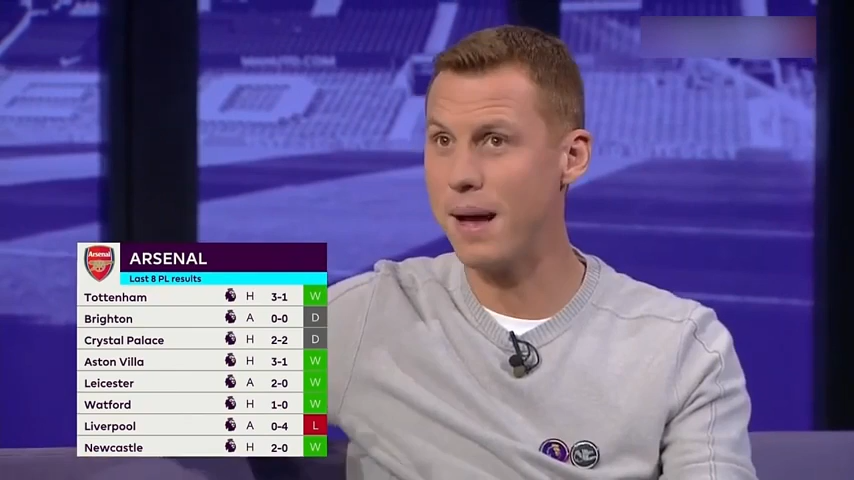 Arsenal
ARSENAL
Last 8 PL results
Tottenham H 3-1 W
Brighton A 0-0 D
Crystal Palace H 2-2 D
Aston Villa H 3-1 W
Leicester A 2-0 W
Watford H 1-0 W
Liverpool A 0-4 L
Newcastle H 2-0 W